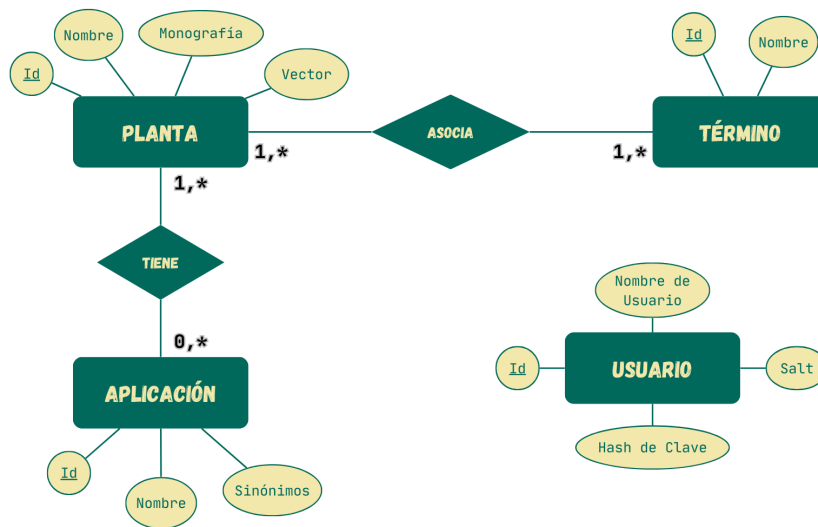 Nombre
Monografía
Id
Vector
PLANTA
1,*
1,*
ASOCIA
1,*
Id
Nombre
TÉRMINO
TIENE
0,*
APLICACIÓN
Id
Nombre
Sinónimos
Nombre de
Usuario
Id
USUARIO
Salt
Hash de Clave